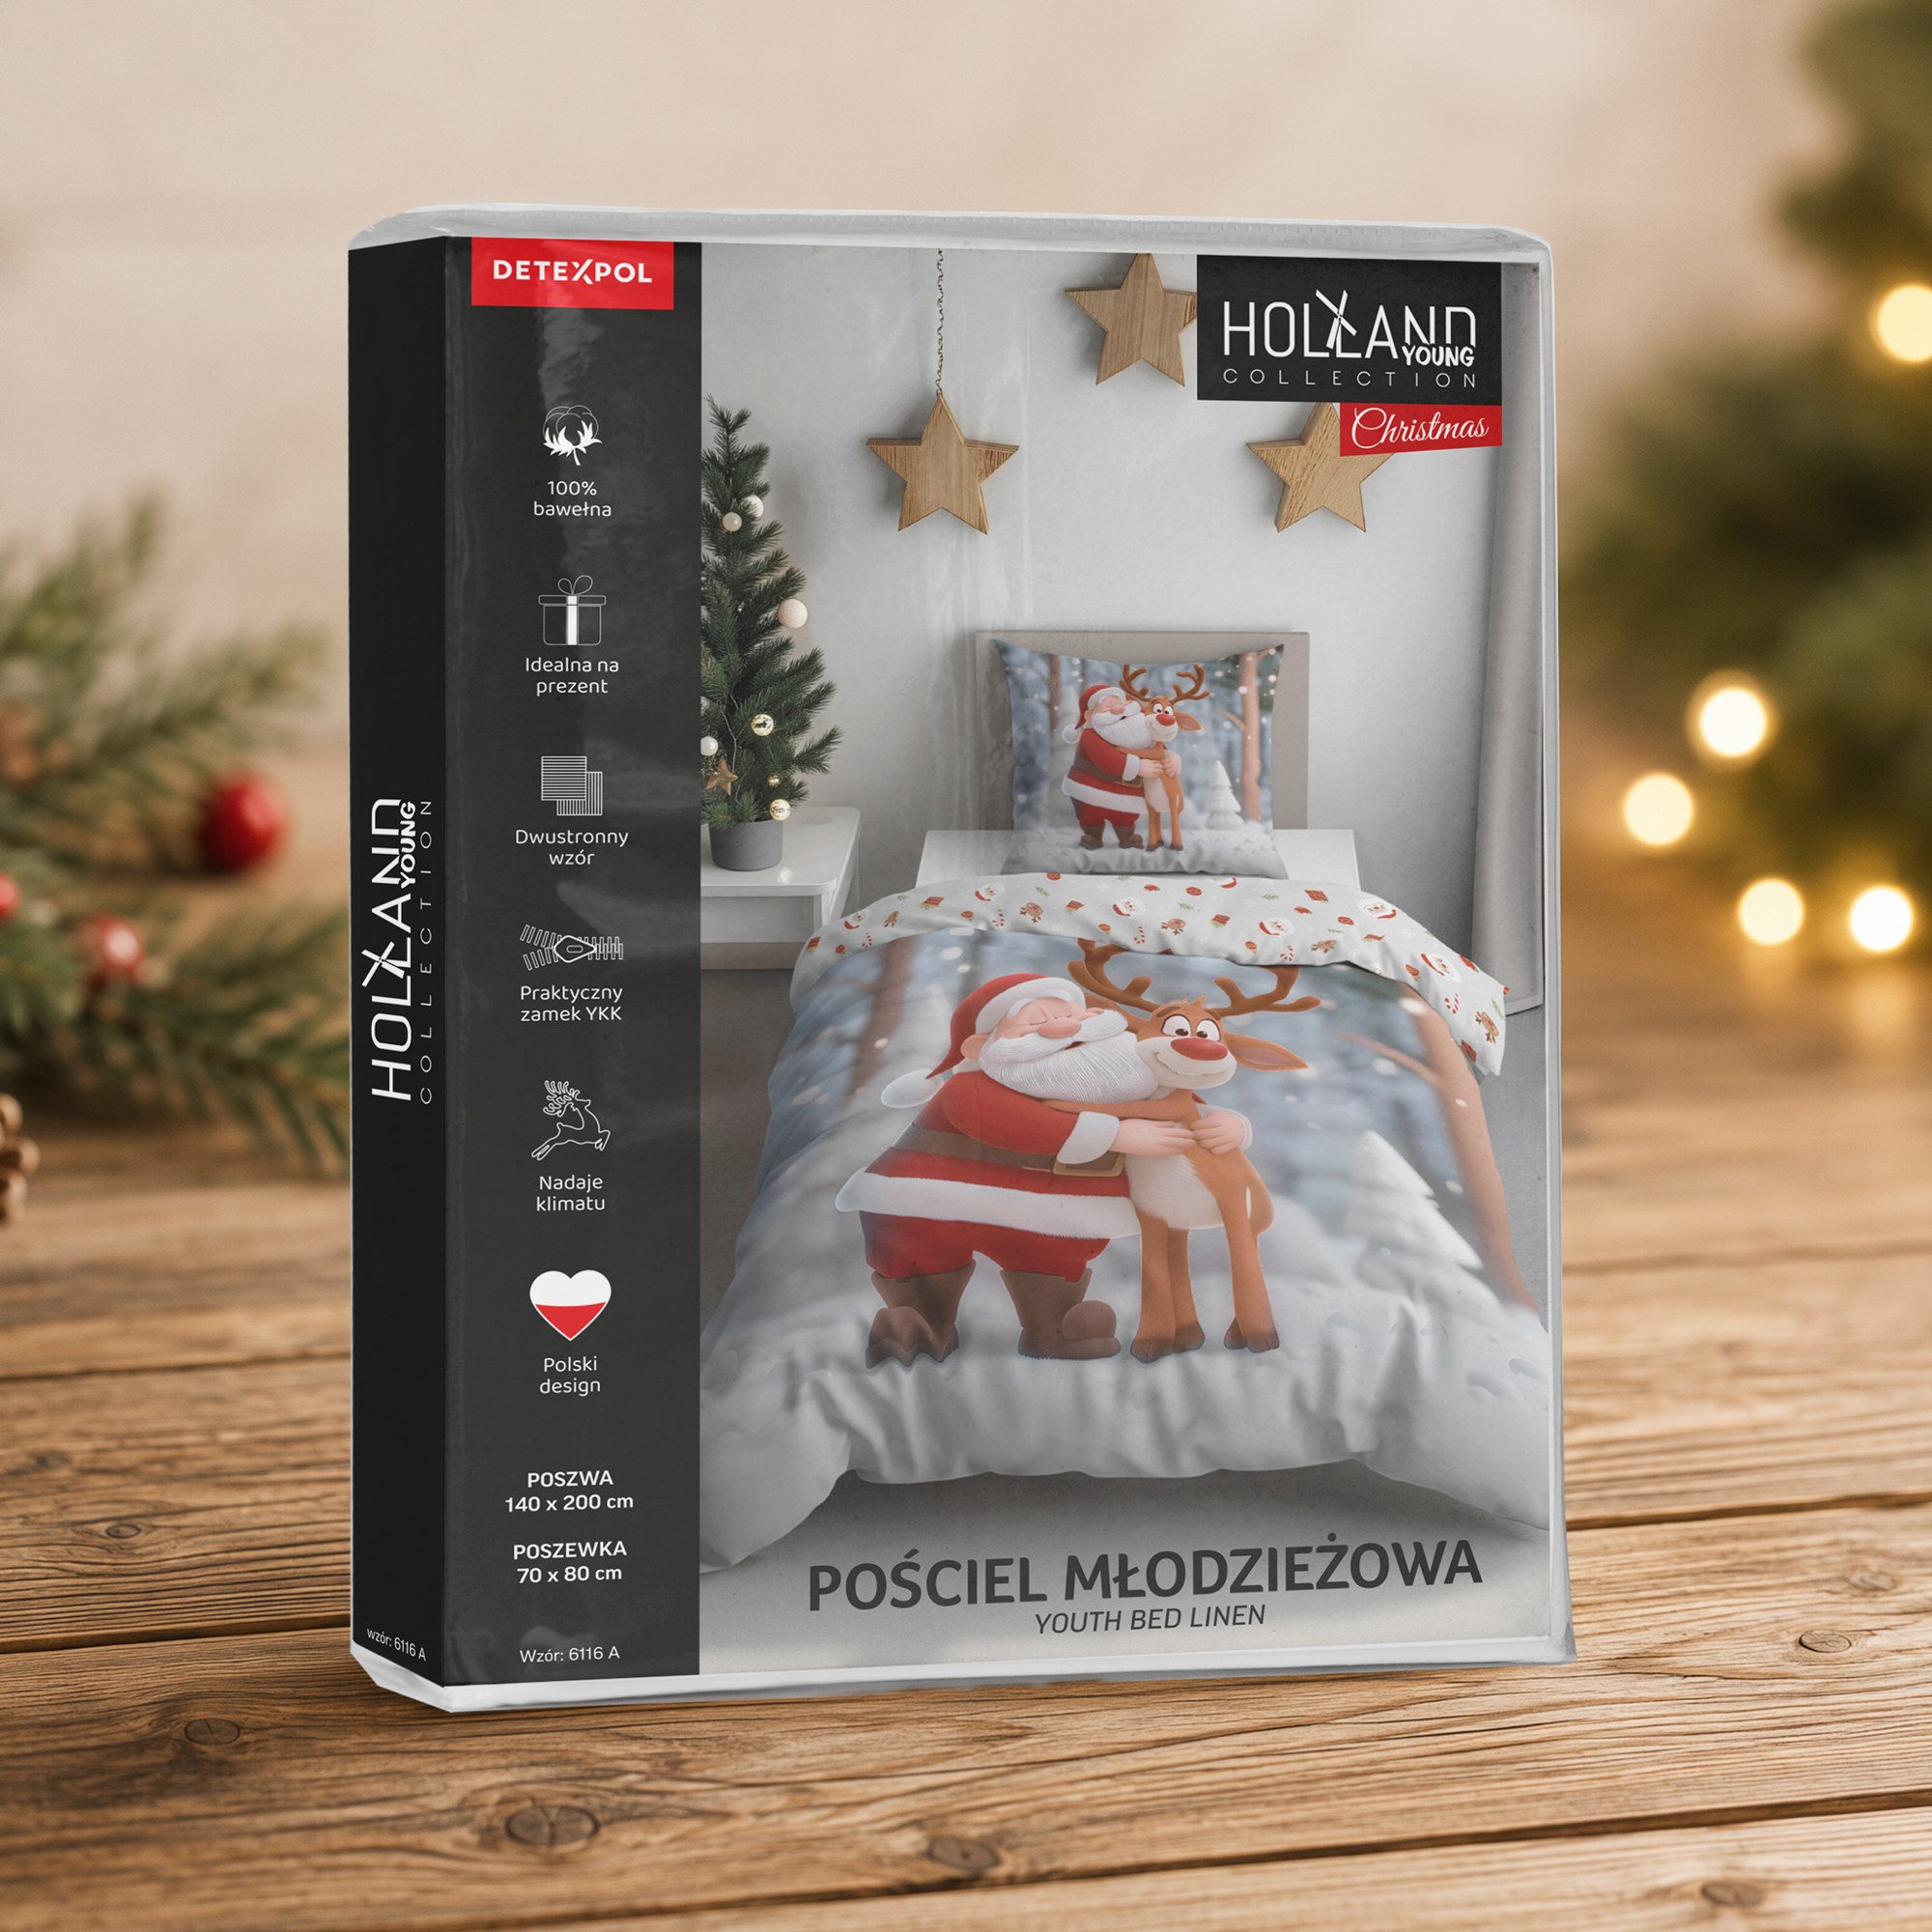 DETEXPOL
100%
bawełna
Idealna na
prezent
Dwustronny
wzór
Praktyczny
zamek YKK
Nadaje
klimatu
Polski
design
POSZWA
140 x 200 cm
POSZEWKA
70 x 80 cm
Wzór: 6116 A
HOLLAND
YOUNG
COLLECTION
wzór: 6116 A
HOLLAND
YOUNG
COLLECTION
Christmas
POŚCIEL MŁODZIEŻOWA
YOUTH BED LINEN